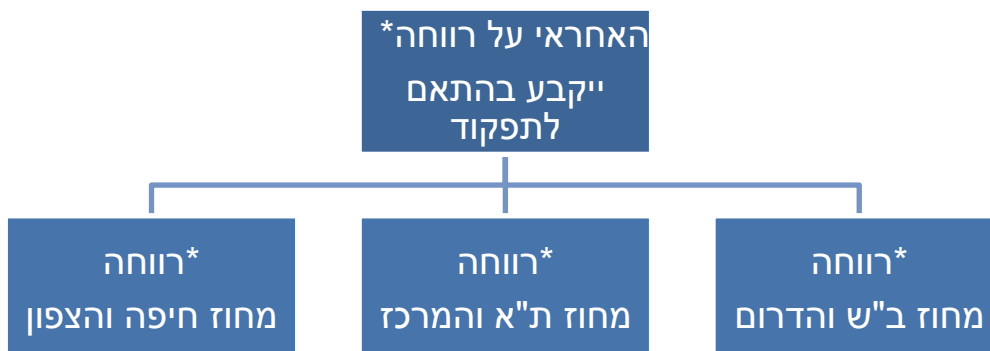 האחראי על רווחה*
ייקבע בהתאם
לתפקוד
*רווחה
מחוז ב"ש והדרום
*רווחה
מחוז ת"א והמרכז
*רווחה
מחוז חיפה והצפון